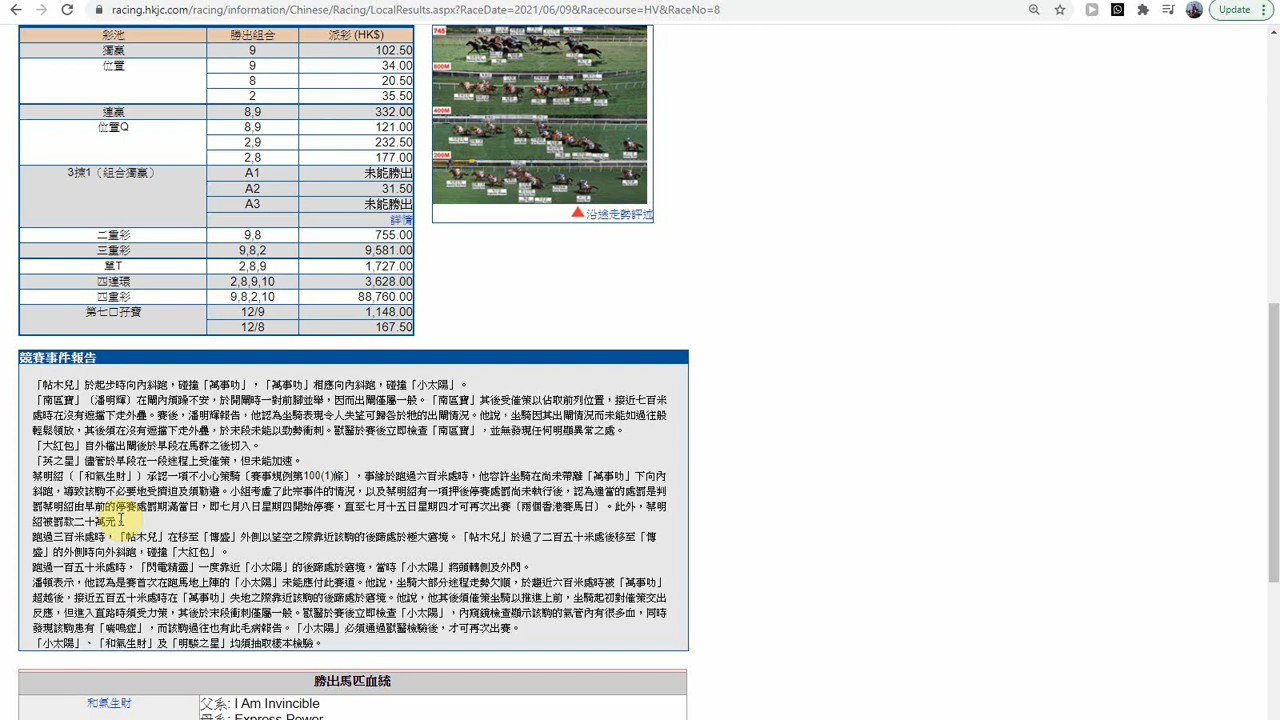 racing.hkjc.com/racing/information/Chinese/Racing/LocalResults.aspx?RaceDate=2021/06/09&Racecourse=HV&RaceNo=8
Update
彩池 勝出組合 派彩 (HK$)
獨贏 9 102.50
位置 9 34.00
8 20.50
2 35.50
連贏 8,9 332.00
位置Q 8,9 121.00
2,9 232.50
2,8 177.00
3揀1（組合獨贏） A1 未能勝出
A2 31.50
A3 未能勝出
詳情
二重彩 9,8 755.00
三重彩 9,8,2 9,581.00
單T 2,8,9 1,727.00
四連環 2,8,9,10 3,628.00
四重彩 9,8,2,10 88,760.00
第七口孖寶 12/9 1,148.00
12/8 167.50
745
800M
400M
200M
沿途走勢評述
競賽事件報告
「帖木兒」於起步時向內斜跑，碰撞「萬事叻」，「萬事叻」相應向內斜跑，碰撞「小太陽」。
「南區寶」（潘明輝）在閘內煩躁不安，於開閘時一對前腳並舉，因而出閘僅屬一般。「南區寶」其後受催策以佔取前列位置，接近七百米
處時在沒有遮擋下走外疊。賽後，潘明輝報告，他認為坐騎表現令人失望可歸咎於牠的出閘情況。他說，坐騎因其出閘情況而未能如過往般
輕鬆領放，其後須在沒有遮擋下走外疊，於末段未能以勁勢衝刺。獸醫於賽後立即檢查「南區寶」，並無發現任何明顯異常之處。
「大紅包」自外檔出閘後於早段在馬群之後切入。
「英之星」儘管於早段在一段途程上受催策，但未能加速。
蔡明紹（「和氣生財」）承認一項不小心策騎〔賽事規例第100(1)條〕，事緣於跑過六百米處時，他容許坐騎在尚未帶離「萬事叻」下向內
斜跑，導致該駒不必要地受擠迫及須勒避。小組考慮了此宗事件的情況，以及蔡明紹有一項押後停賽處罰尚未執行後，認為適當的處罰是判
罰蔡明紹由早前的停賽處罰期滿當日，即七月八日星期四開始停賽，直至七月十五日星期四才可再次出賽（兩個香港賽馬日）。此外，蔡明
紹被罰款二十萬元。
跑過三百米處時，「帖木兒」在移至「傳盛」外側以望空之際靠近該駒的後蹄處於極大窘境。「帖木兒」於過了二百五十米處後移至「傳
盛」的外側時向外斜跑，碰撞「大紅包」。
跑過一百五十米處時，「閃電精靈」一度靠近「小太陽」的後蹄處於窘境，當時「小太陽」將頭轉側及外閃。
潘頓表示，他認為是賽首次在跑馬地上陣的「小太陽」未能應付此賽道。他說，坐騎大部分途程走勢欠順，於趨近六百米處時被「萬事叻」
超越後，接近五百五十米處時在「萬事叻」失地之際靠近該駒的後蹄處於窘境。他說，他其後須催策坐騎以推進上前，坐騎起初對催策交出
反應，但進入直路時須受力策，其後於末段衝刺僅屬一般。獸醫於賽後立即檢查「小太陽」，內窺鏡檢查顯示該駒的氣管內有很多血，同時
發現該駒患有「喘鳴症」，而該駒過往也有此毛病報告。「小太陽」必須通過獸醫檢驗後，才可再次出賽。
「小太陽」、「和氣生財」及「明駿之星」均須抽取樣本檢驗。
勝出馬匹血統
和氣生財 父系: I Am Invincible
母系: Express Power